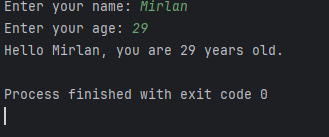 Enter your name: Mirlan
Enter your age: 29
Hello Mirlan, you are 29 years old.
Process finished with exit code 0